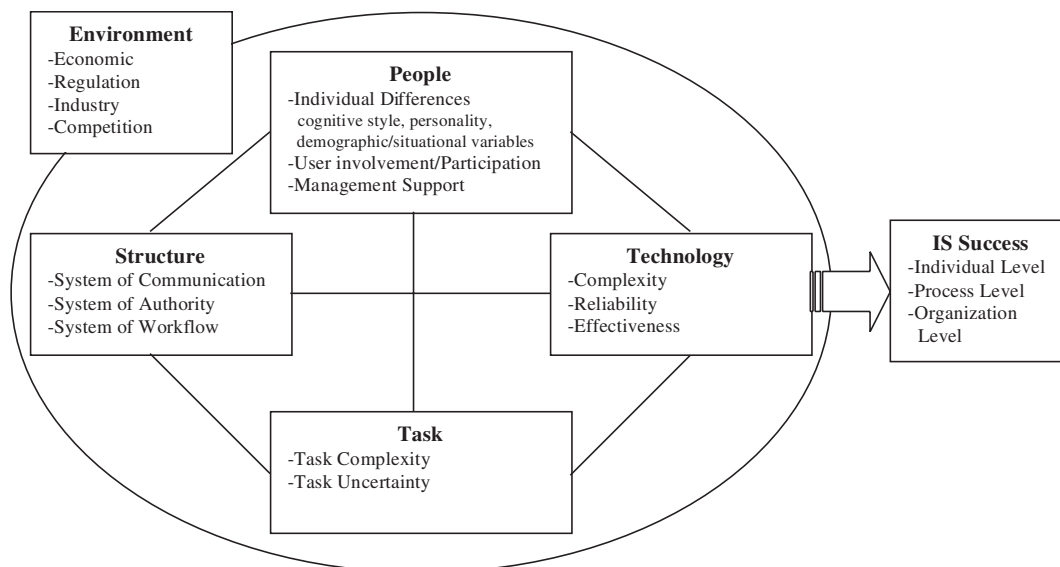 Environment
-Economic
-Regulation
-Industry
-Competition
People
-Individual Differences
cognitive style, personality,
demographic/situational variables
-User involvement/Participation
-Management Support
Structure
-System of Communication
-System of Authority
-System of Workflow
Technology
-Complexity
-Reliability
-Effectiveness
IS Success
-Individual Level
-Process Level
-Organization
Level
Task
-Task Complexity
-Task Uncertainty